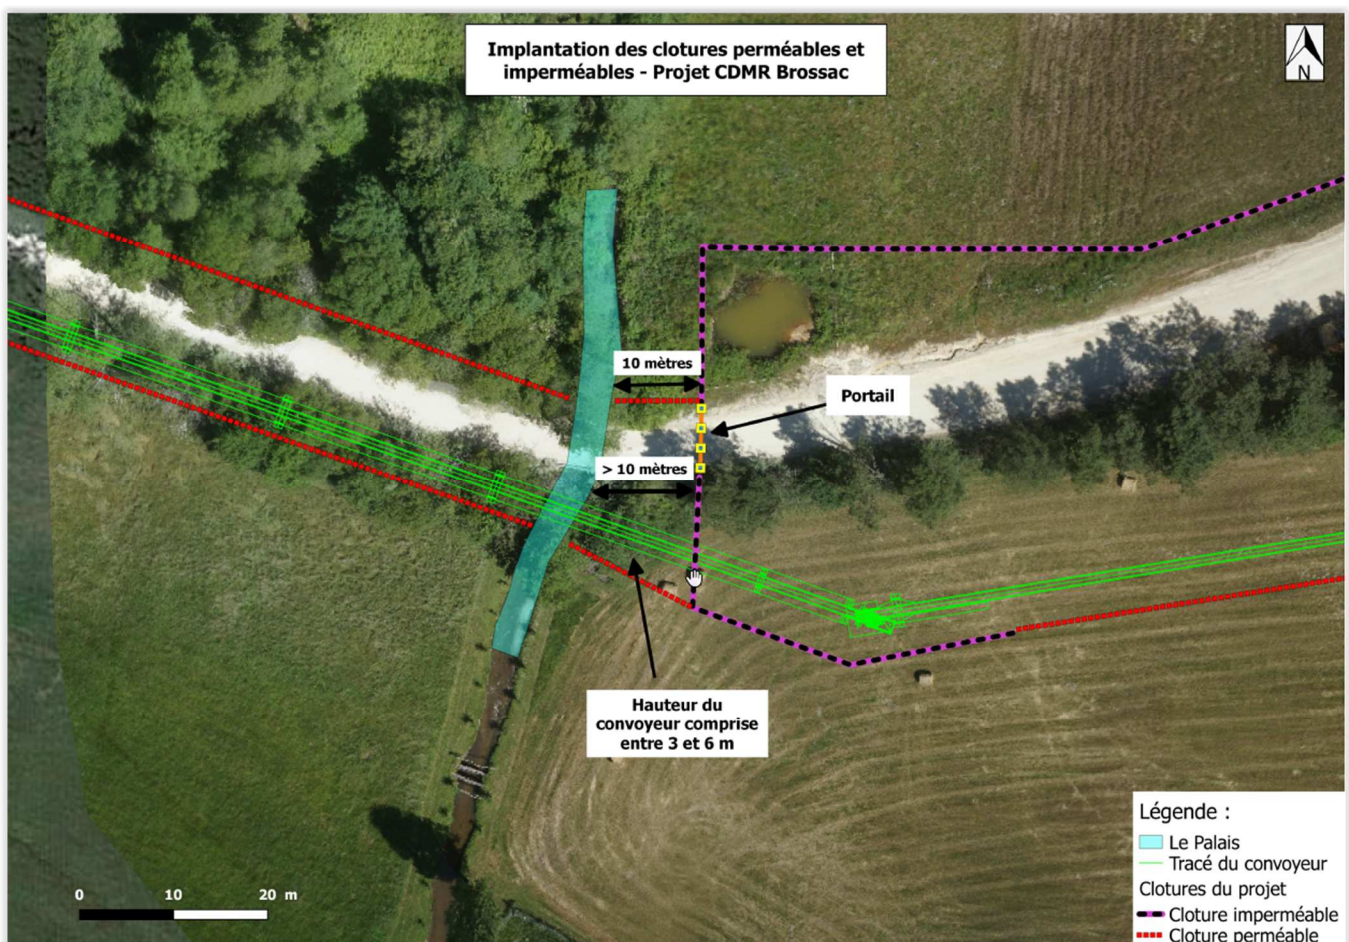 Implantation des clotures perméables et
imperméables - Projet CDMR Brossac
N
10 mètres
Portail
> 10 mètres
Hauteur du
convoyeur comprise
entre 3 et 6 m
Légende :
Le Palais
Tracé du convoyeur
Clotures du projet
Cloture imperméable
Cloture perméable
0 10 20 m